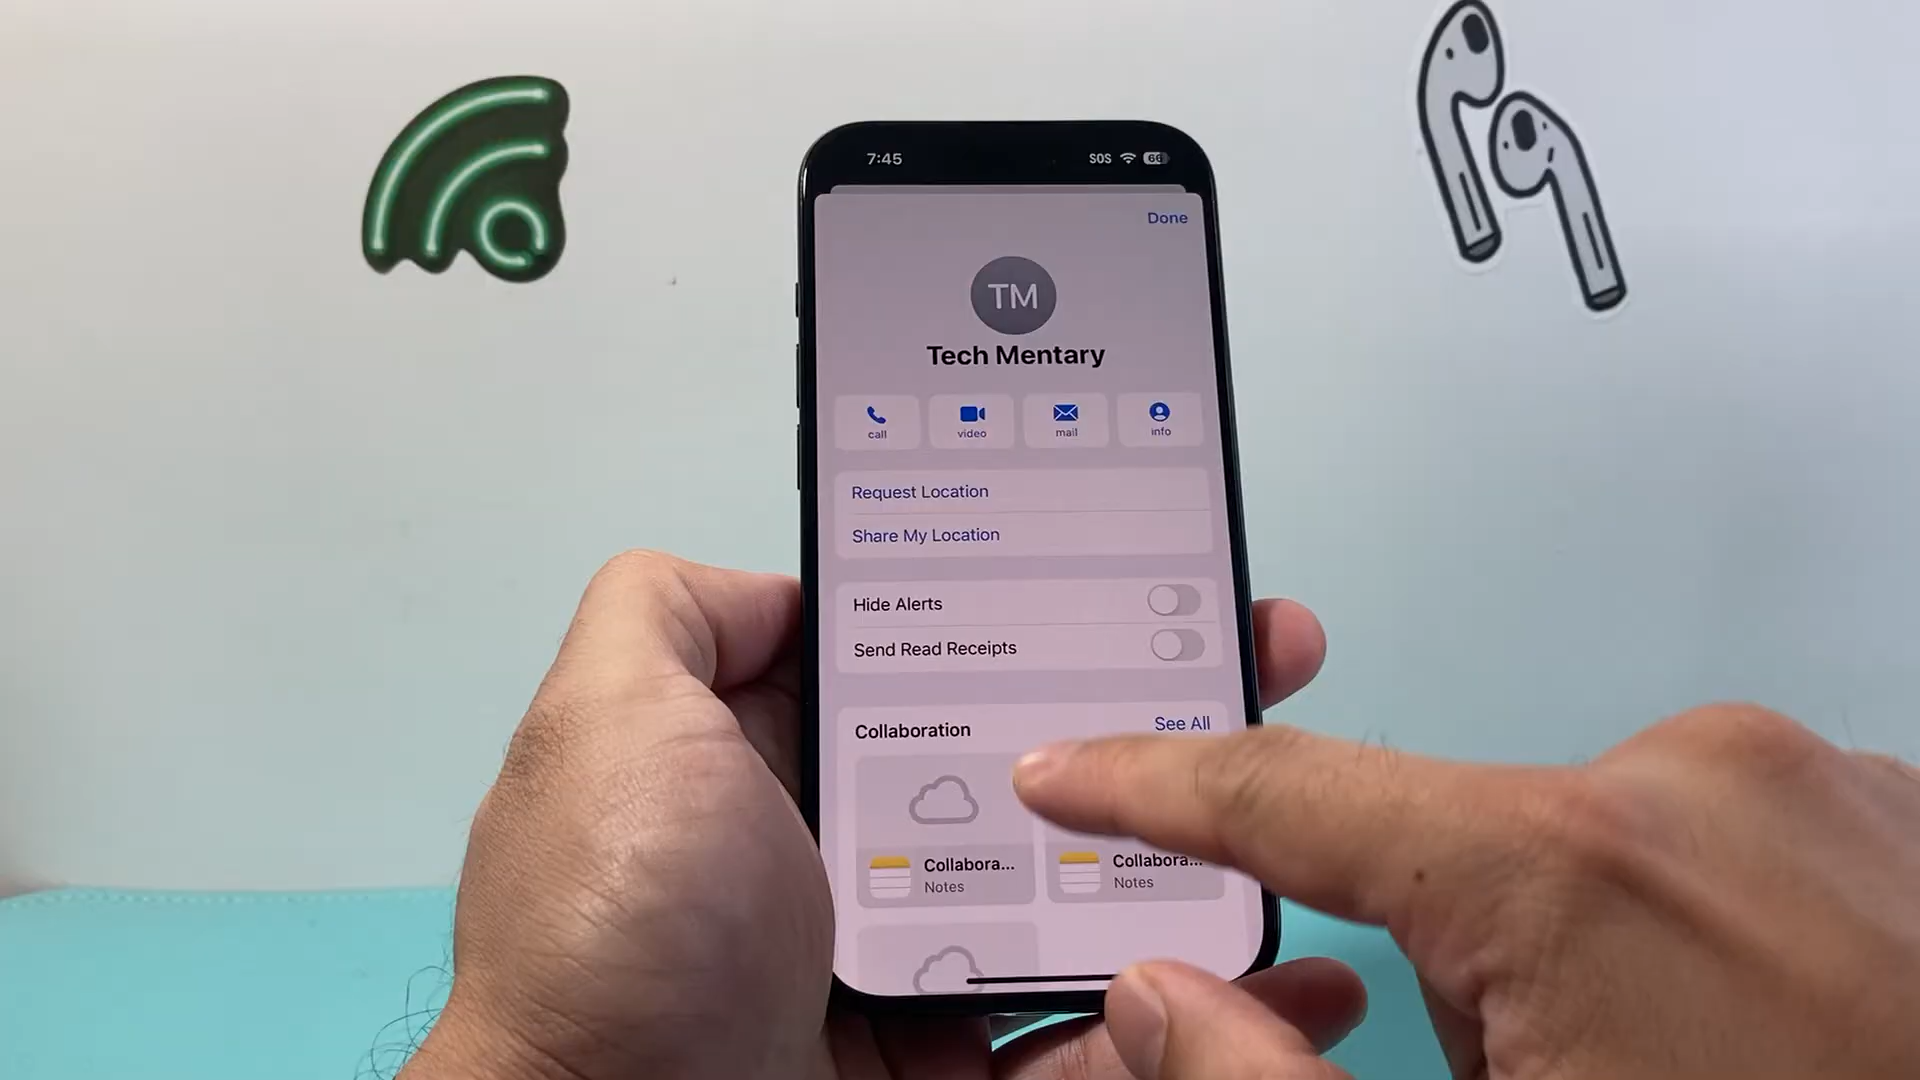 7:45 SOS 66
Done
TM
Tech Mentary
call video mail info
Request Location
Share My Location
Hide Alerts
Send Read Receipts
Collaboration See All
Collabora... Collabora...
Notes Notes